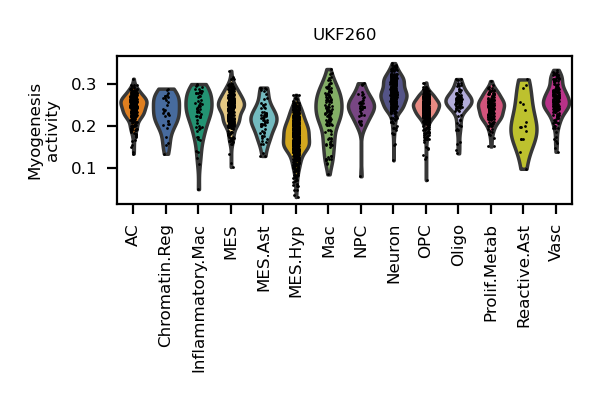 UKF260
Myogenesis
activity
0.3
0.2
0.1
AC
Chromatin.Reg
Inflammatory.Mac
MES
MES.Ast
MES.Hyp
Mac
NPC
Neuron
OPC
Oligo
Prolif.Metab
Reactive.Ast
Vasc